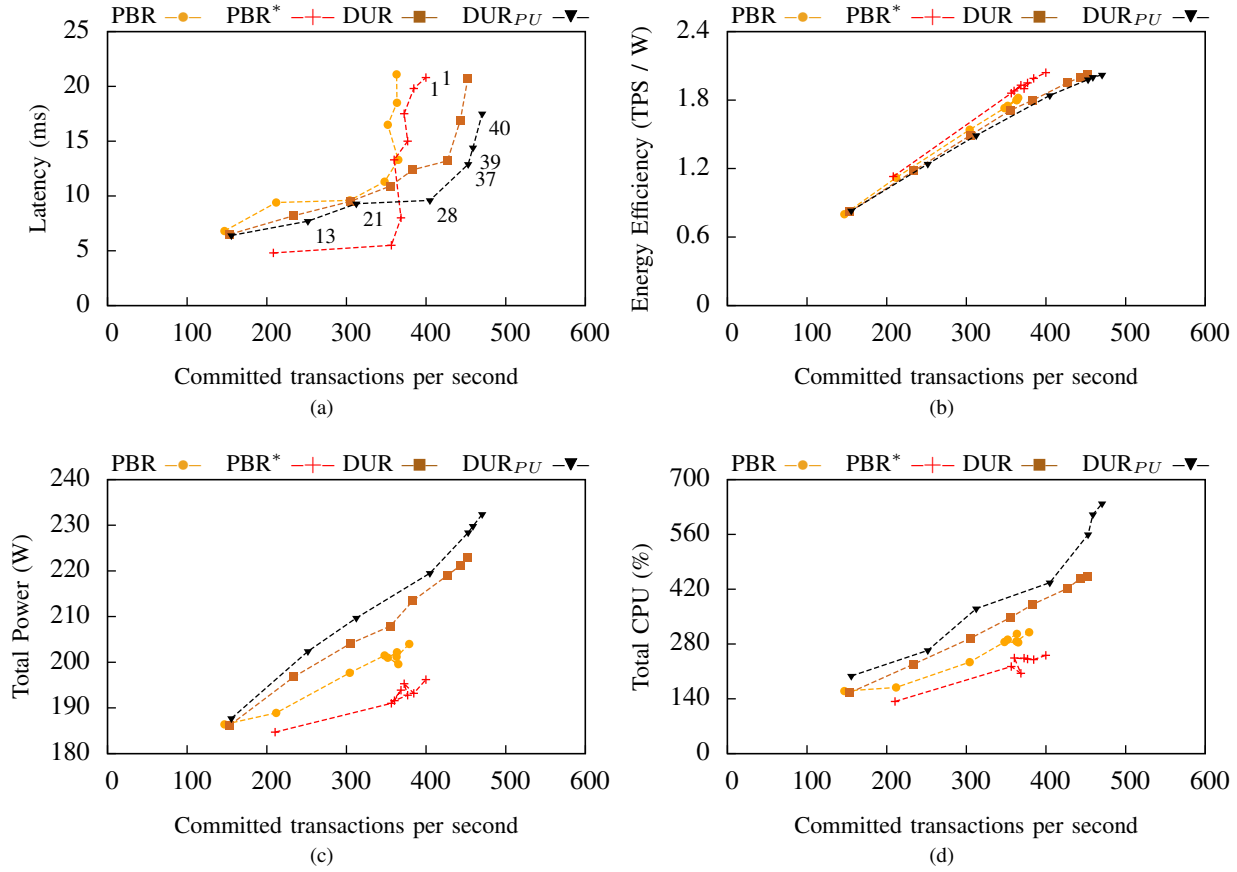 PBR PBR* DUR DUR_PU
25
20
15
10
5
0
Latency (ms)
1 1
40
39
37
28
21
13
0 100 200 300 400 500 600
Committed transactions per second
(a)
PBR PBR* DUR DUR_PU
2.4
1.8
1.2
0.6
0
Energy Efficiency (TPS / W)
0 100 200 300 400 500 600
Committed transactions per second
(b)
PBR PBR* DUR DUR_PU
240
230
220
210
200
190
180
Total Power (W)
0 100 200 300 400 500 600
Committed transactions per second
(c)
PBR PBR* DUR DUR_PU
700
560
420
280
140
0
Total CPU (%)
0 100 200 300 400 500 600
Committed transactions per second
(d)